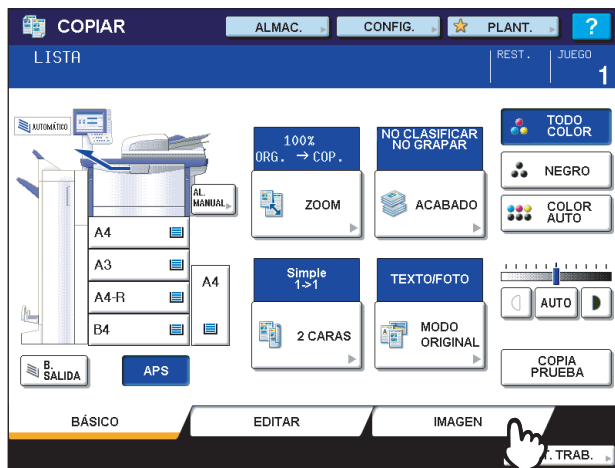 COPIAR
ALMAC.
CONFIG.
PLANT.
?
LISTA
REST.
JUEGO
1
AUTOMÁTICO
AL.
MANUAL
A4
A3
A4-R
B4
A4
B.
SALIDA
APS
100%
ORG. → COP.
ZOOM
NO CLASIFICAR
NO GRAPAR
ACABADO
Simple
1->1
2 CARAS
TEXTO/FOTO
MODO
ORIGINAL
TODO
COLOR
NEGRO
COLOR
AUTO
AUTO
COPIA
PRUEBA
BÁSICO
EDITAR
IMAGEN
T. TRAB.